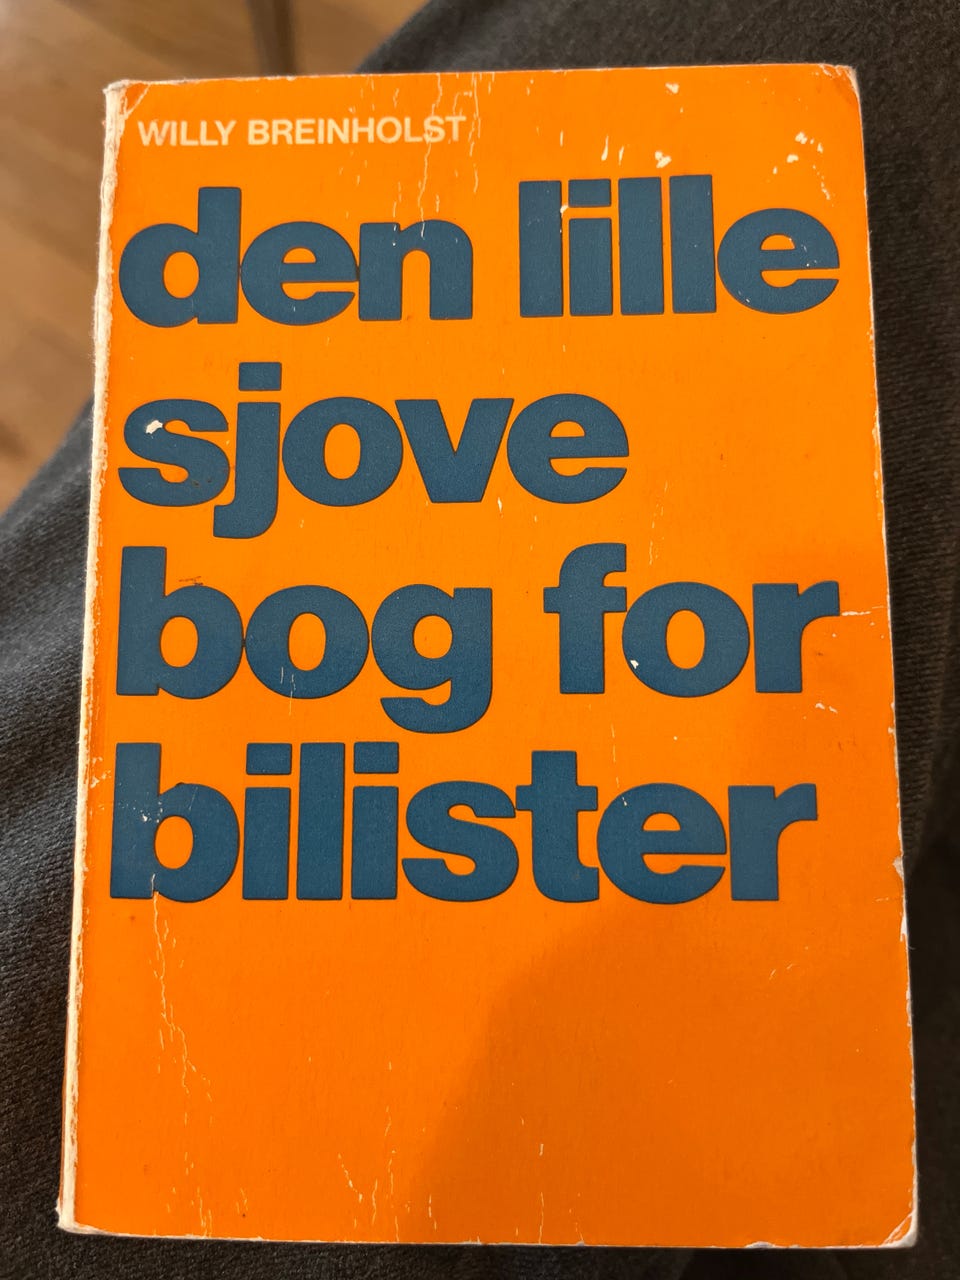 WILLY BREINHOLST
den lille
sjove
bog for
bilister